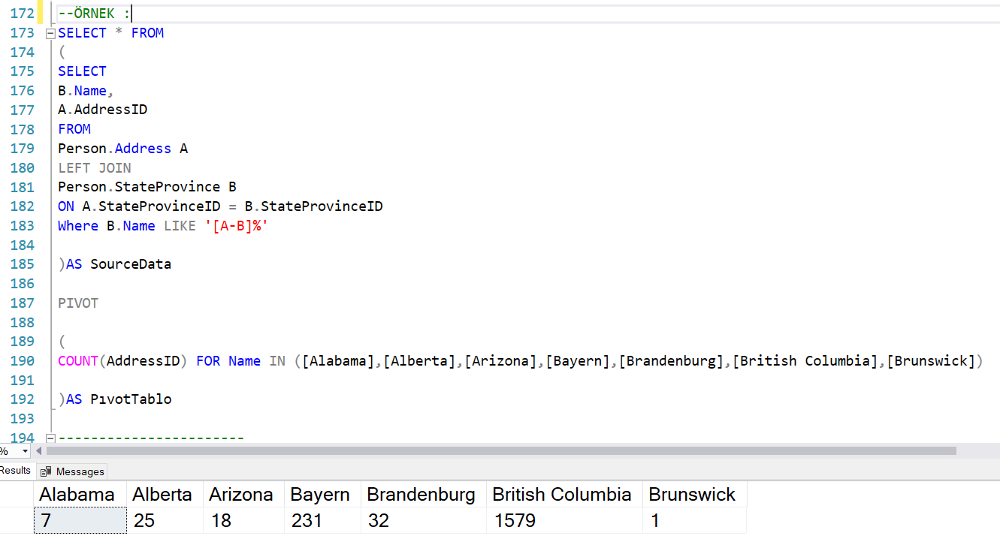 172 --ÖRNEK :
173 SELECT * FROM
174 (
175 SELECT
176 B.Name,
177 A.AddressID
178 FROM
179 Person.Address A
180 LEFT JOIN
181 Person.StateProvince B
182 ON A.StateProvinceID = B.StateProvinceID
183 Where B.Name LIKE '[A-B]%'
184
185 )AS SourceData
186
187 PIVOT
188
189 (
190 COUNT(AddressID) FOR Name IN ([Alabama],[Alberta],[Arizona],[Bayern],[Brandenburg],[British Columbia],[Brunswick])
191
192 )AS PıvotTablo
193
194 -----------------------
%
Results Messages
Alabama Alberta Arizona Bayern Brandenburg British Columbia Brunswick
7 25 18 231 32 1579 1